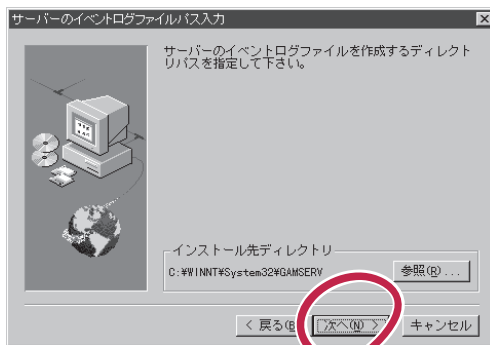 サーバーのイベントログファイルパス入力
サーバーのイベントログファイルを作成するディレクト
リパスを指定して下さい。
インストール先ディレクトリ
C:¥WINNT¥System32¥GAMSERV
参照(R)...
< 戻る(B)
次へ(N) >
キャンセル